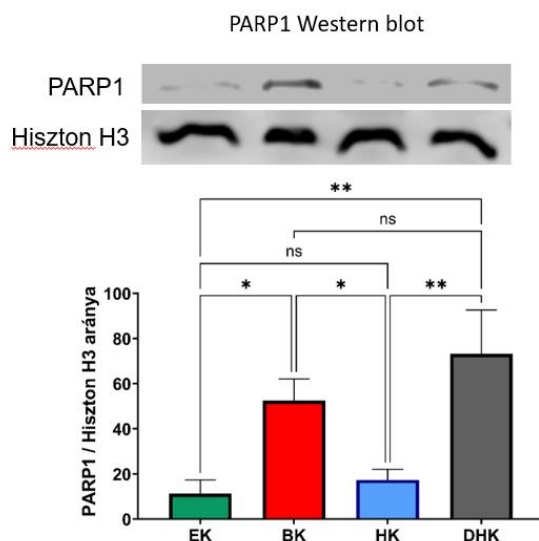 PARP1 Western blot
PARP1
Hiszton H3
**
ns
ns
* * **
PARP1 / Hiszton H3 aránya
100
80
60
40
20
0
EK BK HK DHK